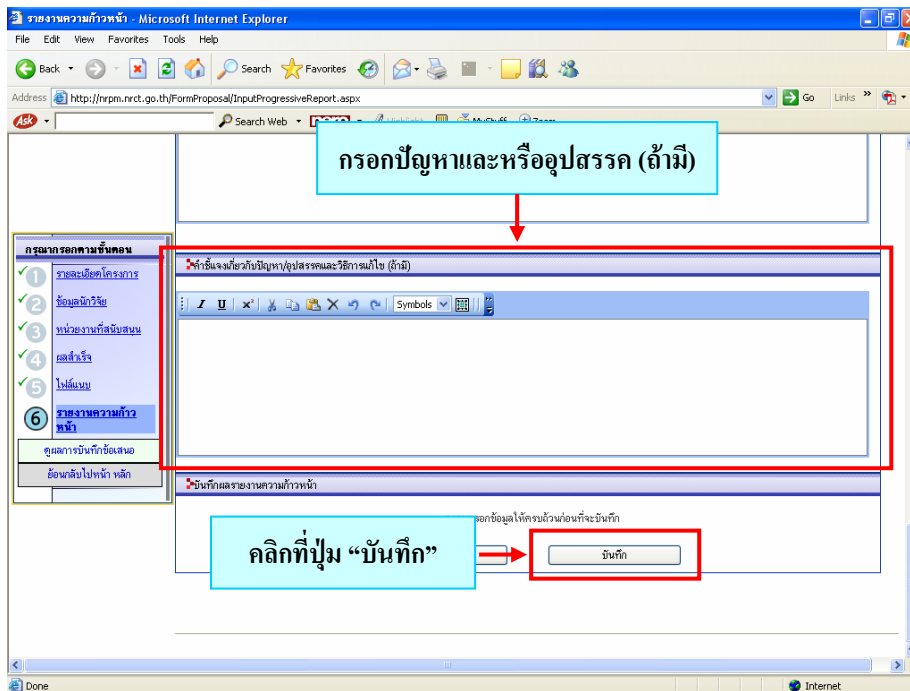 รายงานความก้าวหน้า - Microsoft Internet Explorer
File Edit View Favorites Tools Help
Back Search Favorites
Address http://nrpm.nrct.go.th/FormProposal/InputProgressiveReport.aspx Go Links »
Ask Search Web
กรอกปัญหาและหรืออุปสรรค (ถ้ามี)
กรุณากรอกตามขั้นตอน
1 รายละเอียดโครงการ
2 ข้อมูลนักวิจัย
3 หน่วยงานที่สนับสนุน
4 ผลสำเร็จ
5 ไฟล์แนบ
6 รายงานความก้าว
หน้า
ดูผลการบันทึกข้อเสนอ
ย้อนกลับไปหน้า หลัก
คำชี้แจงเกี่ยวกับปัญหา/อุปสรรคและวิธีการแก้ไข (ถ้ามี)
I U x² Symbols
บันทึกผลรายงานความก้าวหน้า
กรอกข้อมูลให้ครบถ้วนก่อนที่จะบันทึก
คลิกที่ปุ่ม “บันทึก”
บันทึก
Done Internet